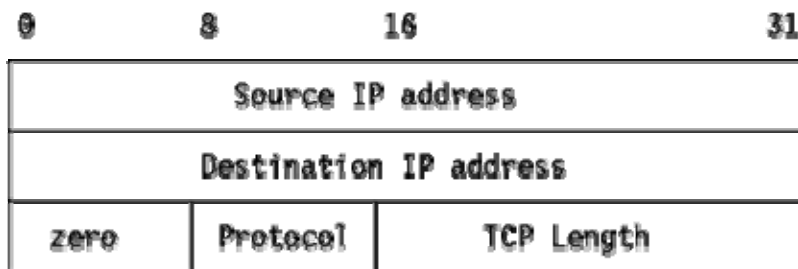 0 8 16 31
Source IP address
Destination IP address
zero Protocol TCP Length